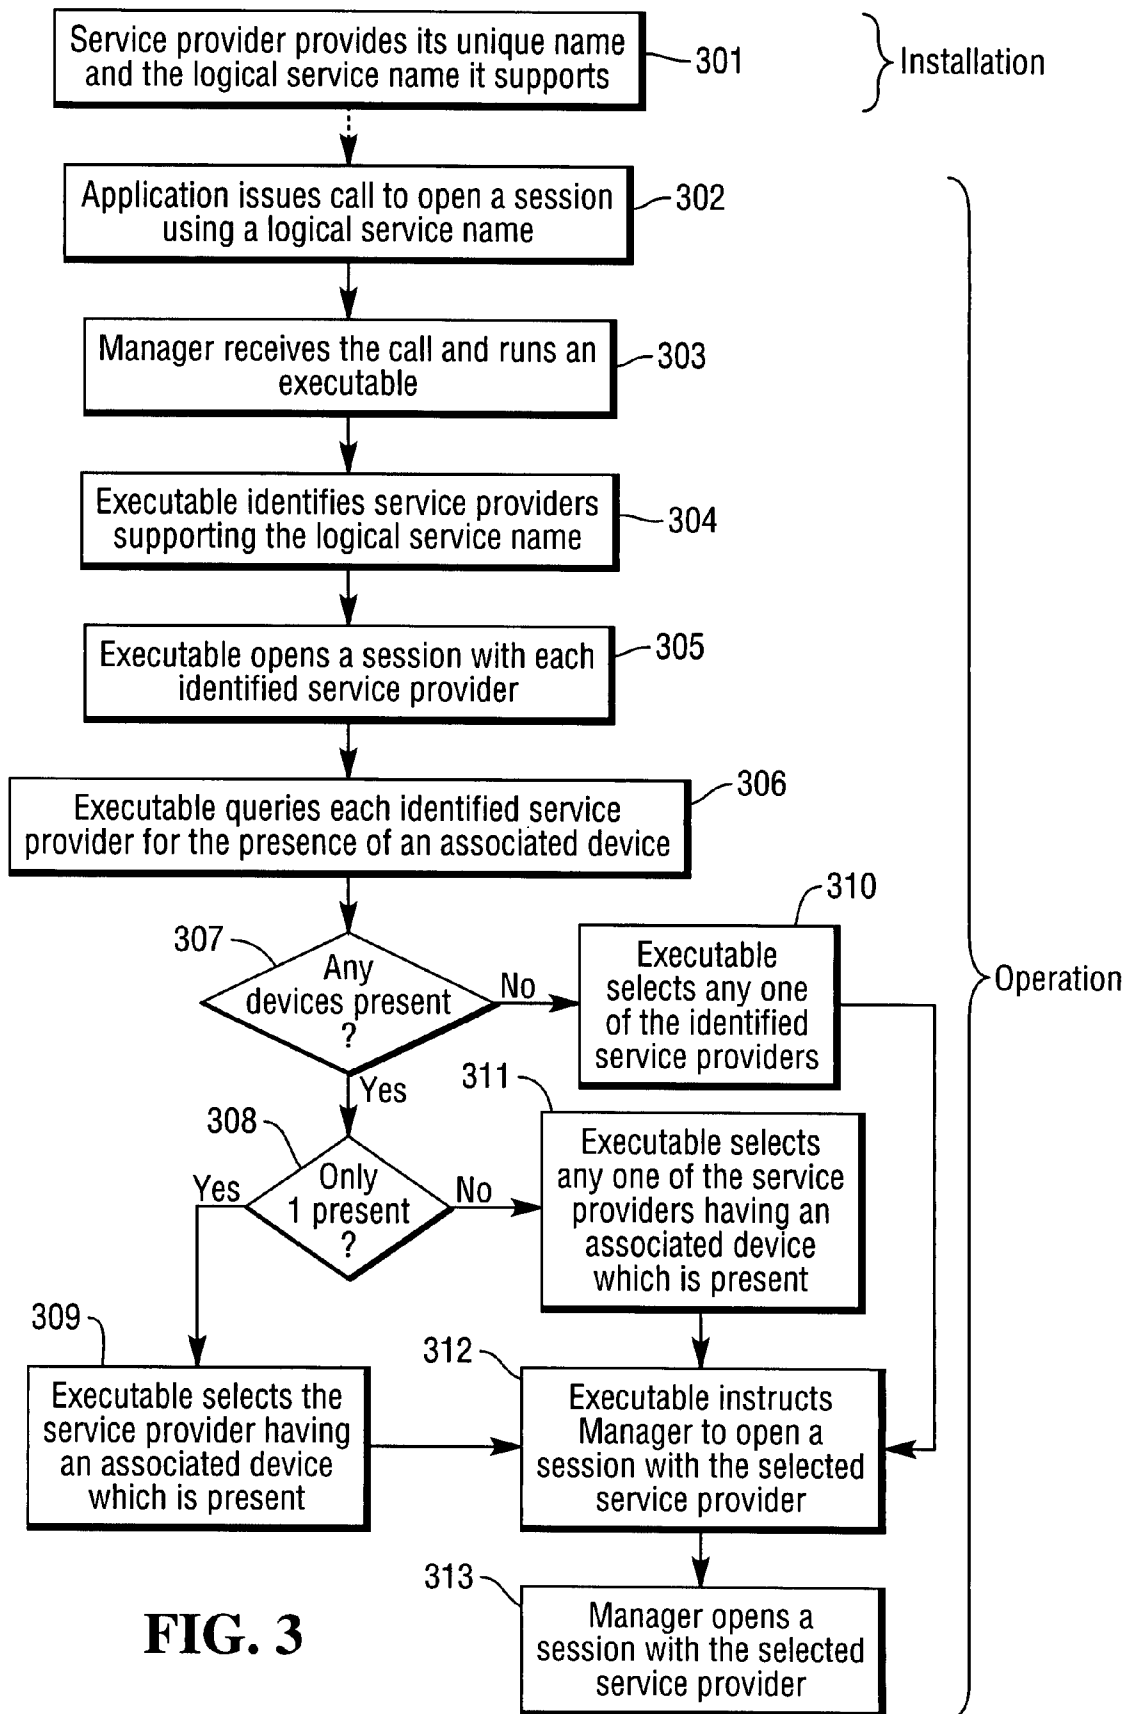 Service provider provides its unique name
and the logical service name it supports
301
Installation
Application issues call to open a session
using a logical service name
302
Manager receives the call and runs an
executable
303
Executable identifies service providers
supporting the logical service name
304
Executable opens a session with each
identified service provider
305
Executable queries each identified service
provider for the presence of an associated device
306
307
Any
devices present
?
No
Yes
310
Executable
selects any one
of the identified
service providers
Operation
308
Only
1 present
?
Yes
No
311
Executable selects
any one of the service
providers having an
associated device
which is present
309
Executable selects the
service provider having
an associated device
which is present
312
Executable instructs
Manager to open a
session with the selected
service provider
313
Manager opens a
session with the selected
service provider
FIG. 3